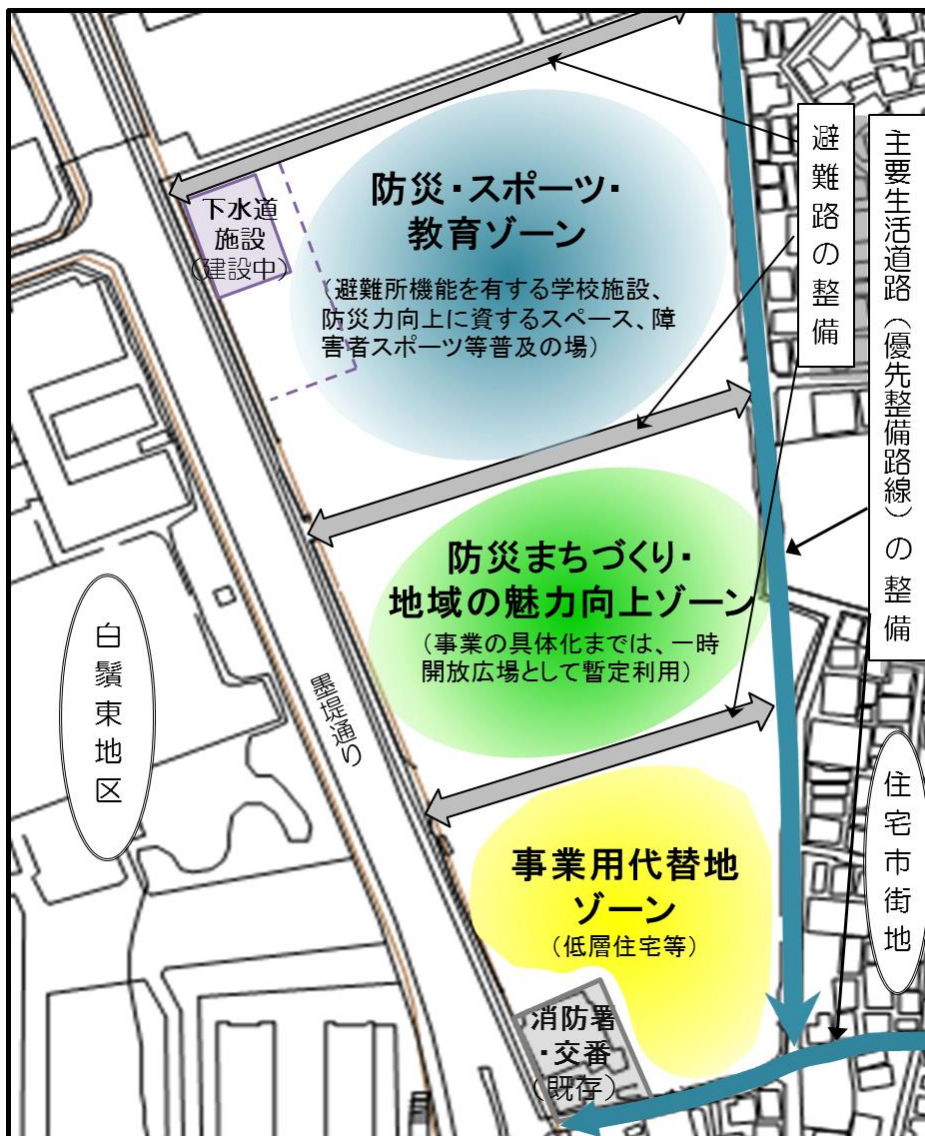 防災・スポーツ・
教育ゾーン
(避難所機能を有する学校施設、
防災力向上に資するスペース、障
害者スポーツ等普及の場)
下水道
施設
(建設中)
避難路の整備
主要生活道路(優先整備路線)の整備
防災まちづくり・
地域の魅力向上ゾーン
(事業の具体化までは、一時
開放広場として暫定利用)
白鬚東地区
墨堤通り
事業用代替地
ゾーン
(低層住宅等)
住宅市街地
消防署
・交番
(既存)